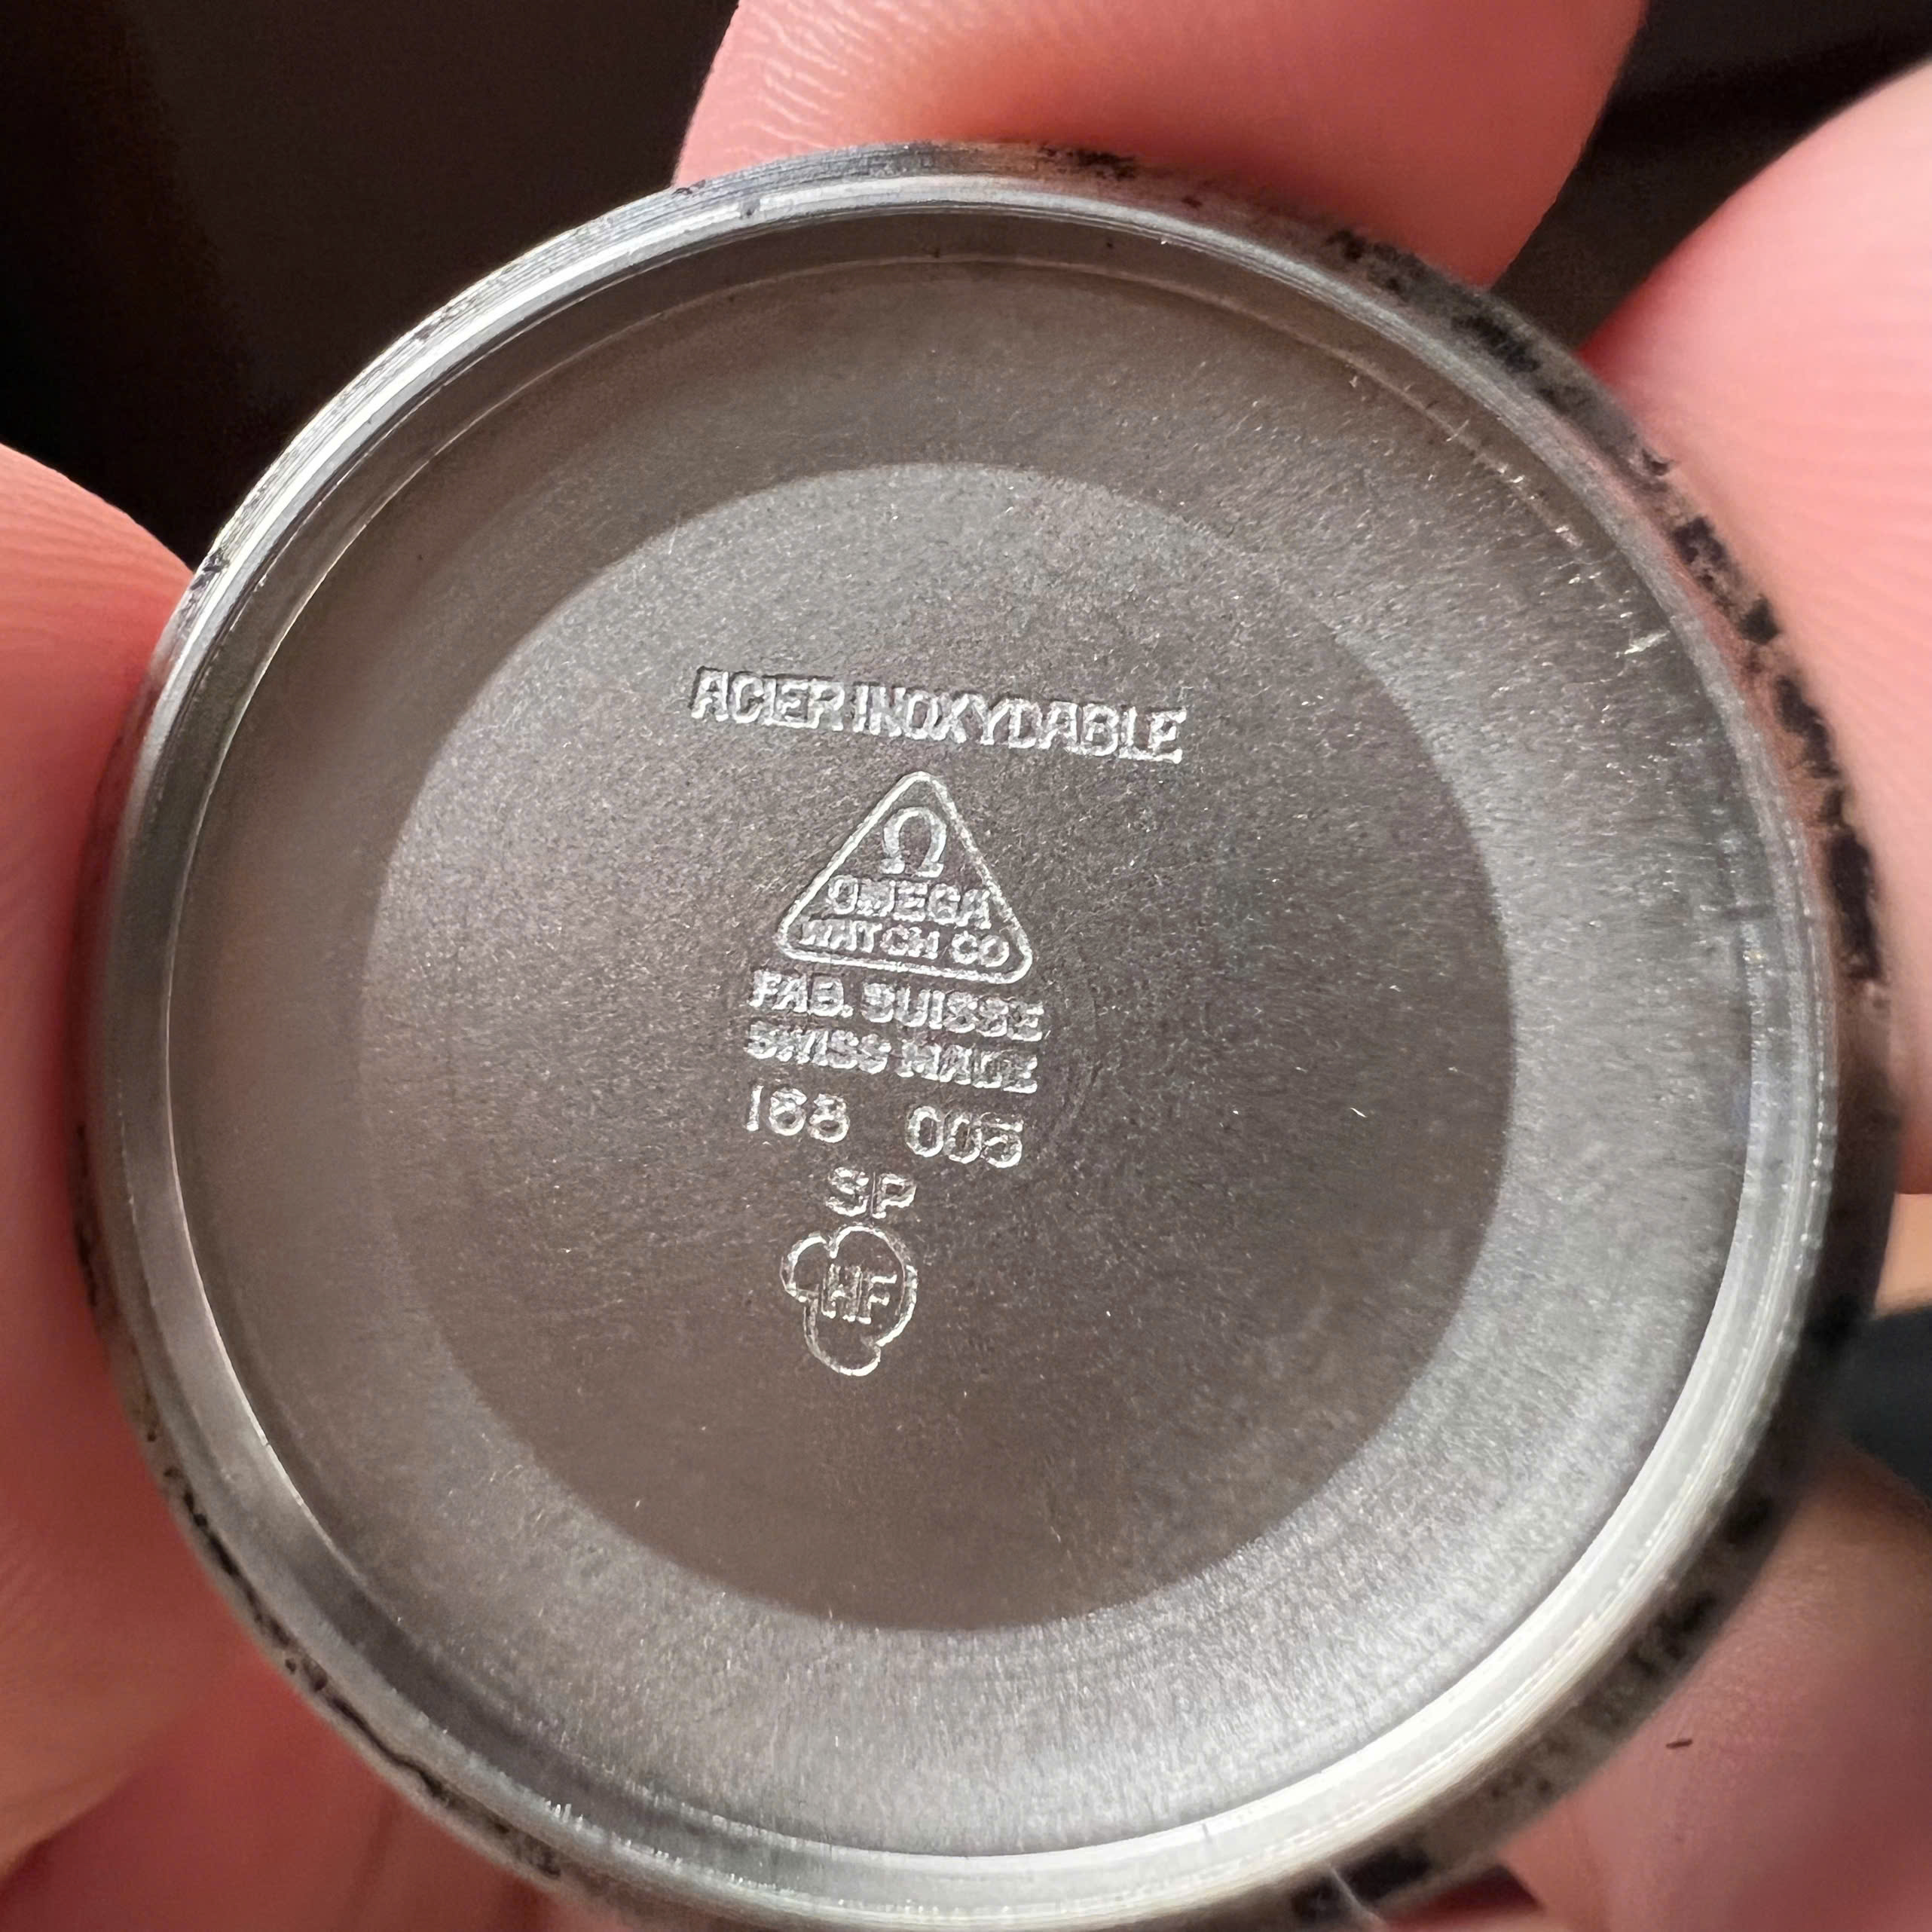 ACIER INOXYDABLE
Ω
OMEGA
WATCH CO
FAB. SUISSE
SWISS MADE
168 005
SP
HF